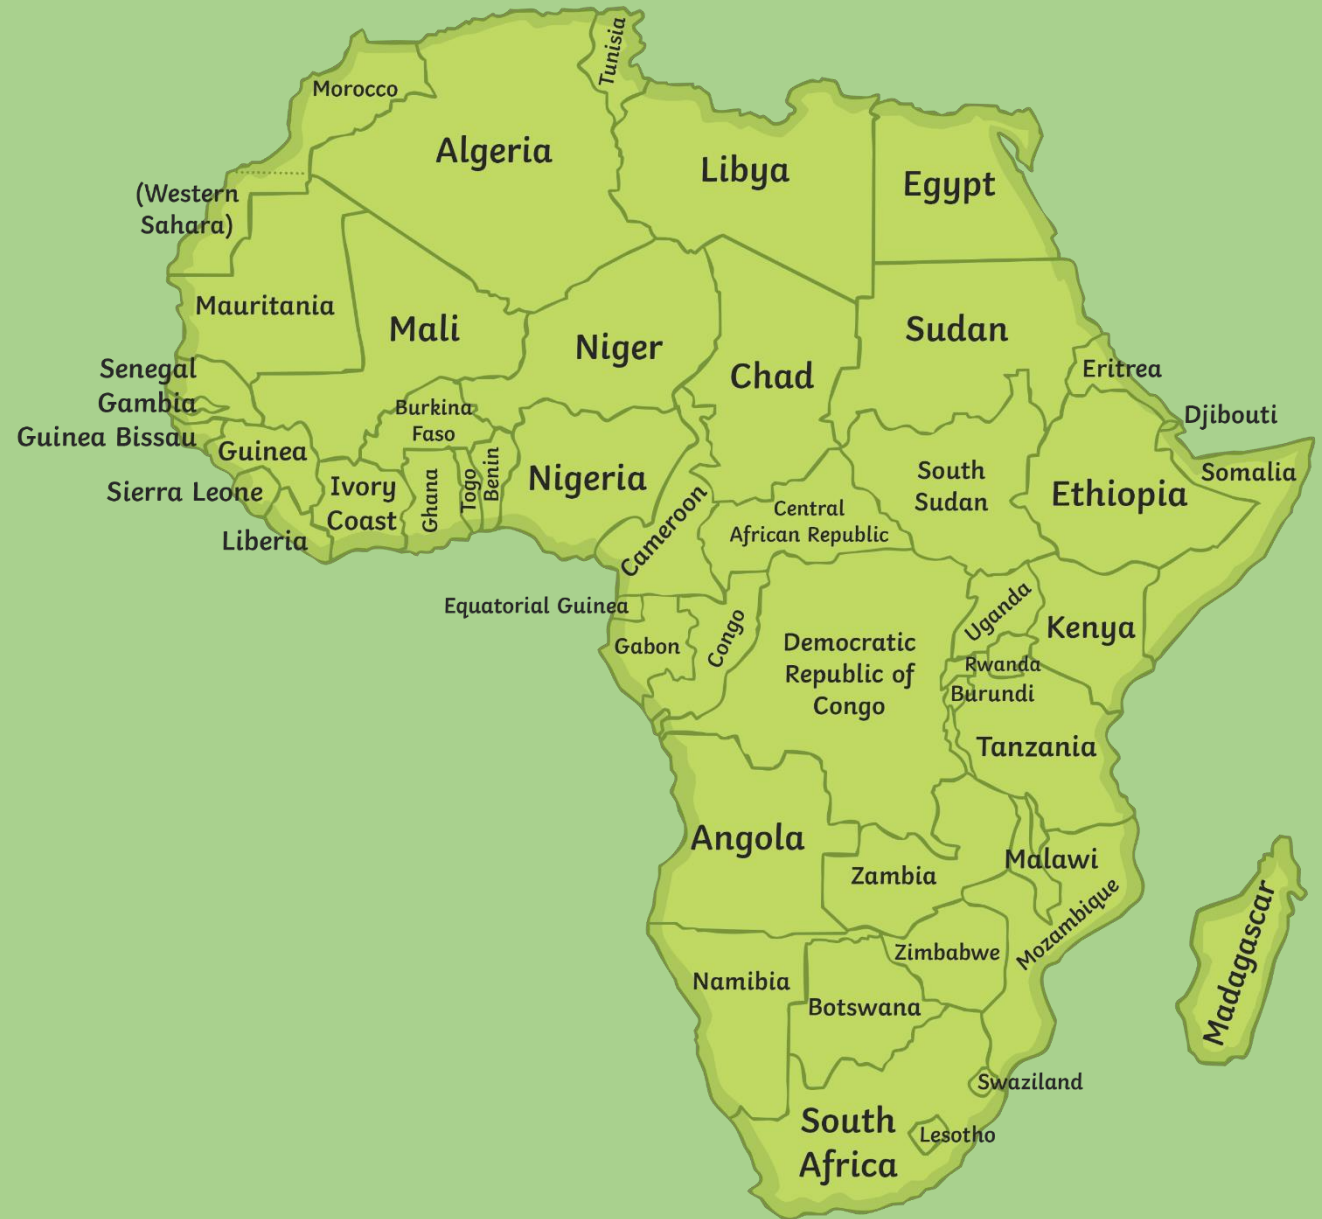 Tunisia
Morocco
Algeria
Libya
Egypt
(Western
Sahara)
Mauritania
Mali
Niger
Chad
Sudan
Eritrea
Senegal
Gambia
Guinea Bissau
Burkina
Faso
Djibouti
Guinea
Sierra Leone
Liberia
Ivory
Coast
Ghana
Togo
Benin
Nigeria
Cameroon
Central
African Republic
South
Sudan
Ethiopia
Somalia
Equatorial Guinea
Gabon
Congo
Democratic
Republic of
Congo
Uganda
Kenya
Rwanda
Burundi
Tanzania
Angola
Zambia
Malawi
Mozambique
Madagascar
Namibia
Botswana
Zimbabwe
Swaziland
South
Africa
Lesotho